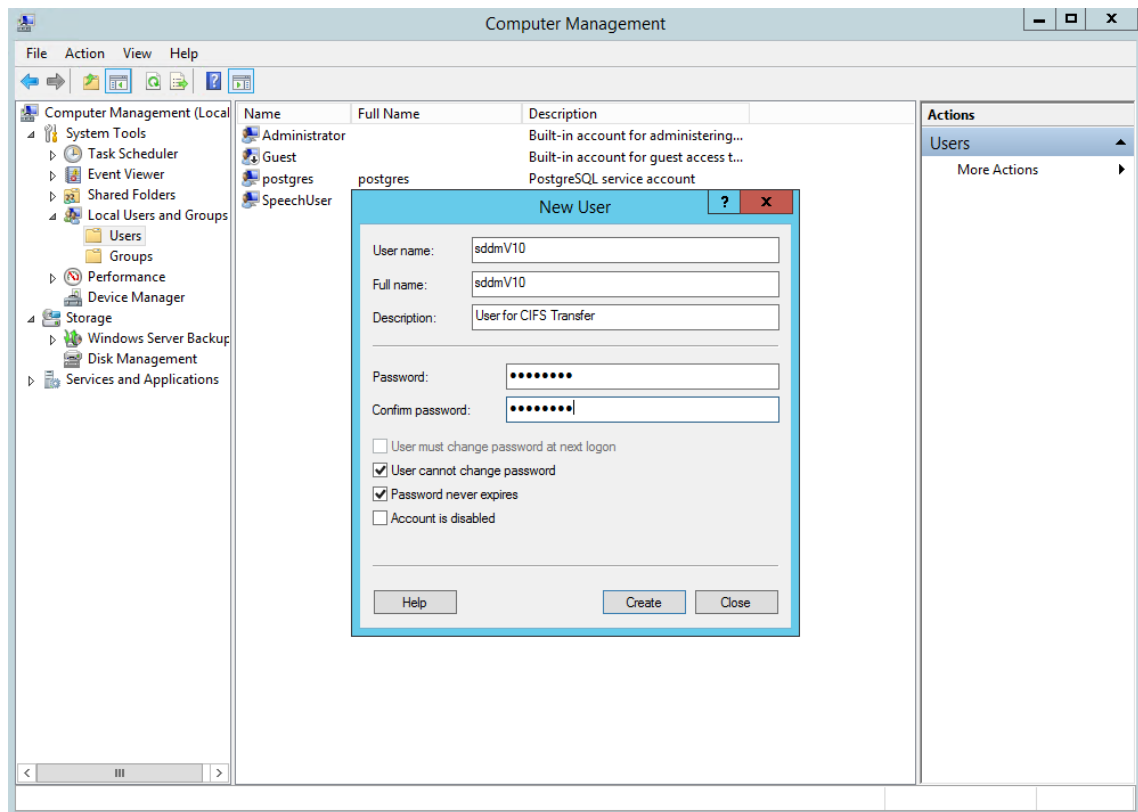 Computer Management
File Action View Help
Computer Management (Local
System Tools
Task Scheduler
Event Viewer
Shared Folders
Local Users and Groups
Users
Groups
Performance
Device Manager
Storage
Windows Server Backup
Disk Management
Services and Applications
Name Full Name Description
Administrator Built-in account for administering...
Guest Built-in account for guest access t...
postgres postgres PostgreSQL service account
SpeechUser
New User
User name: sddmV10
Full name: sddmV10
Description: User for CIFS Transfer
Password: ••••••••
Confirm password: ••••••••
User must change password at next logon
User cannot change password
Password never expires
Account is disabled
Help Create Close
Actions
Users
More Actions